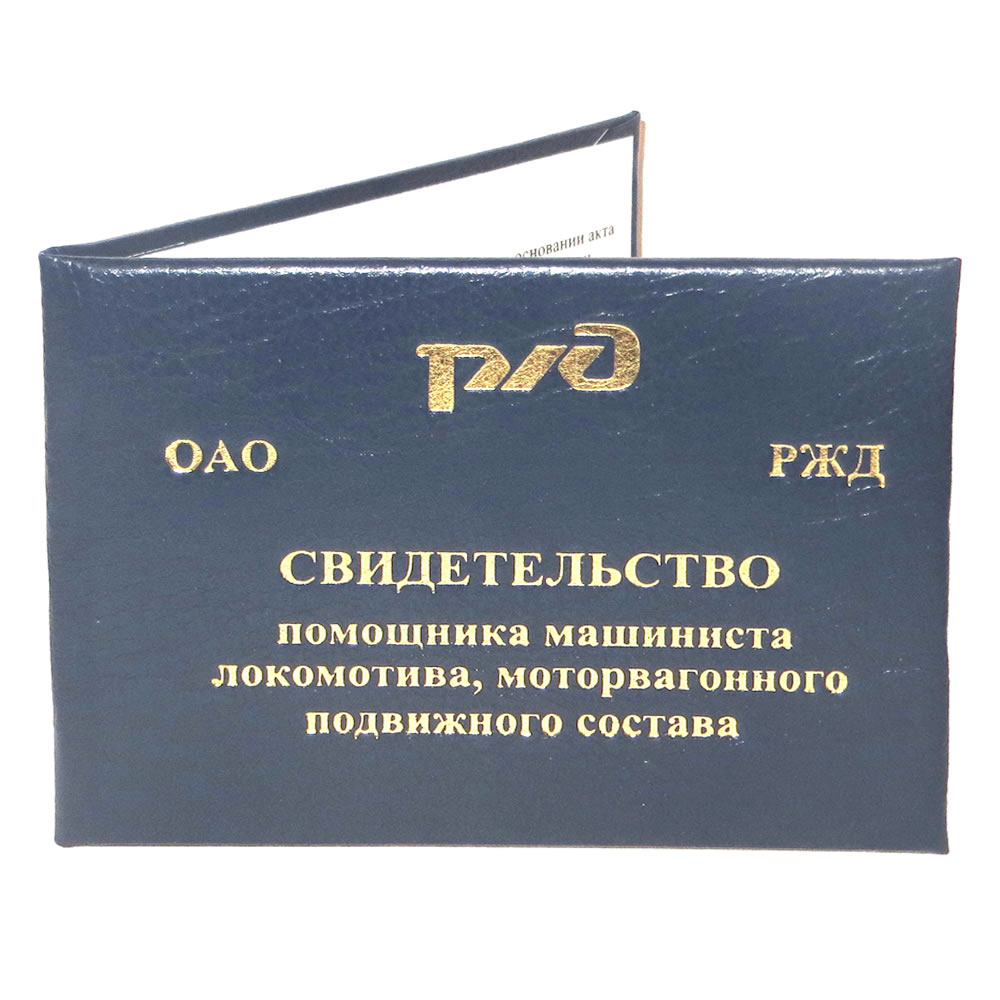 основании акта
РЖД
ОАО РЖД
СВИДЕТЕЛЬСТВО
помощника машиниста
локомотива, моторвагонного
подвижного состава